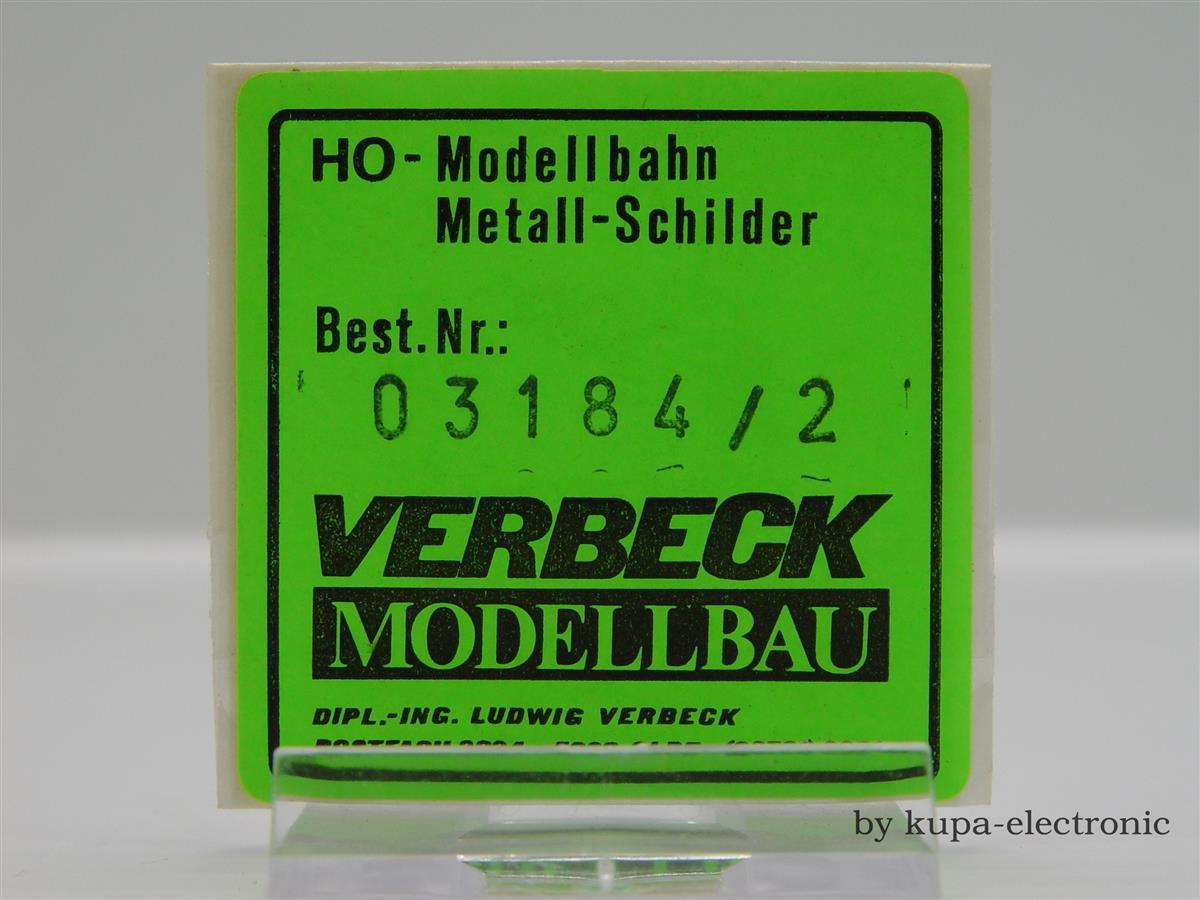 HO-Modellbahn
Metall-Schilder
Best.Nr.:
03184/2
VERBECK
MODELLBAU
DIPL.-ING. LUDWIG VERBECK
by kupa-electronic